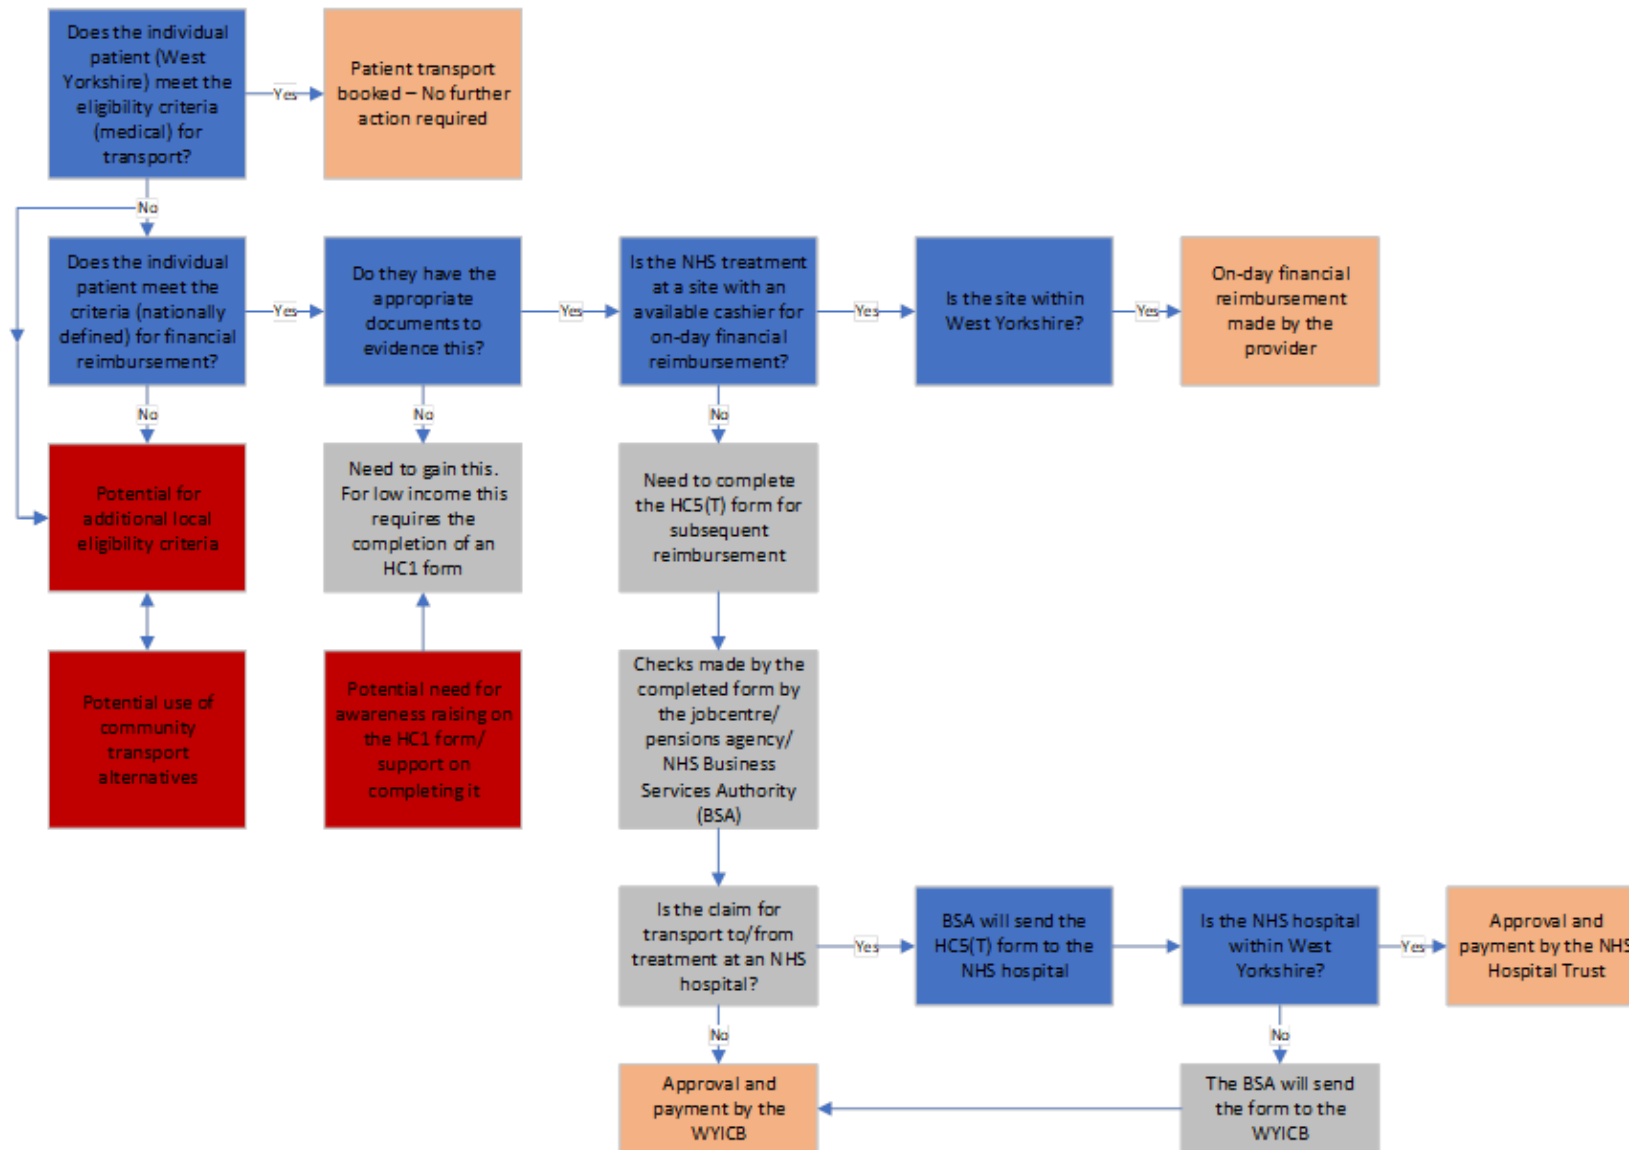 Does the individual
patient (West
Yorkshire) meet the
eligibility criteria
(medical) for
transport?
Yes
Patient transport
booked – No further
action required
No
Does the individual
patient meet the
criteria (nationally
defined) for financial
reimbursement?
Yes
Do they have the
appropriate
documents to
evidence this?
Yes
Is the NHS treatment
at a site with an
available cashier for
on-day financial
reimbursement?
Yes
Is the site within
West Yorkshire?
Yes
On-day financial
reimbursement
made by the
provider
No
No
No
Potential for
additional local
eligibility criteria
Need to gain this.
For low income this
requires the
completion of an
HC1 form
Need to complete
the HC5(T) form for
subsequent
reimbursement
Potential use of
community
transport
alternatives
Potential need for
awareness raising on
the HC1 form/
support on
completing it
Checks made by the
completed form by
the jobcentre/
pensions agency/
NHS Business
Services Authority
(BSA)
Is the claim for
transport to/from
treatment at an NHS
hospital?
Yes
BSA will send the
HC5(T) form to the
NHS hospital
Is the NHS hospital
within West
Yorkshire?
Yes
Approval and
payment by the NHS
Hospital Trust
No
No
Approval and
payment by the
WYICB
The BSA will send
the form to the
WYICB